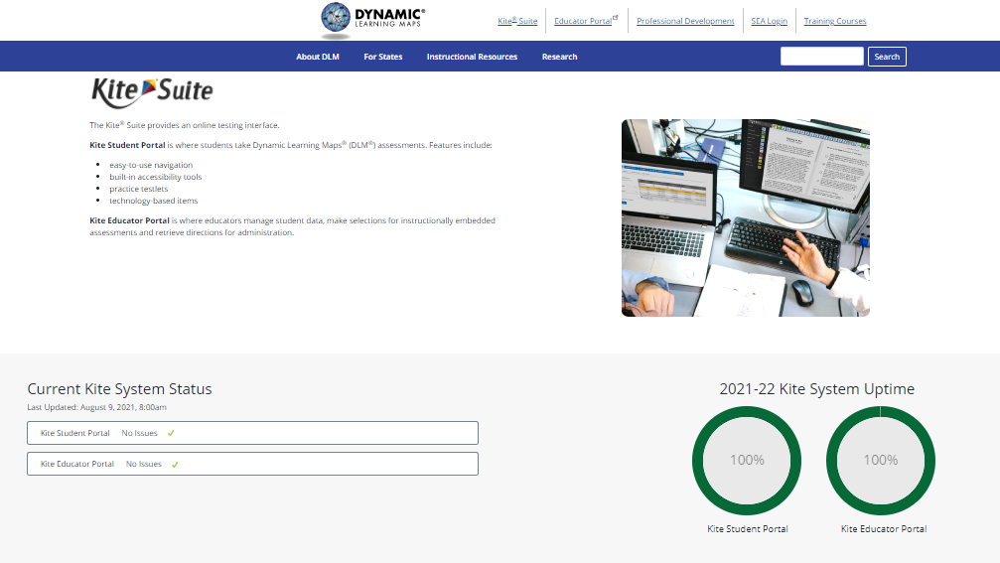 DYNAMIC®
LEARNING MAPS
Kite® Suite
Educator Portal
Professional Development
SEA Login
Training Courses
About DLM
For States
Instructional Resources
Research
Search
Kite Suite
The Kite® Suite provides an online testing interface.
Kite Student Portal is where students take Dynamic Learning Maps® (DLM®) assessments. Features include:
• easy-to-use navigation
• built-in accessibility tools
• practice testlets
• technology-based items
Kite Educator Portal is where educators manage student data, make selections for instructionally embedded
assessments and retrieve directions for administration.
Current Kite System Status
Last Updated: August 9, 2021, 8:00am
Kite Student Portal No Issues ✓
Kite Educator Portal No Issues ✓
2021-22 Kite System Uptime
100%
100%
Kite Student Portal
Kite Educator Portal